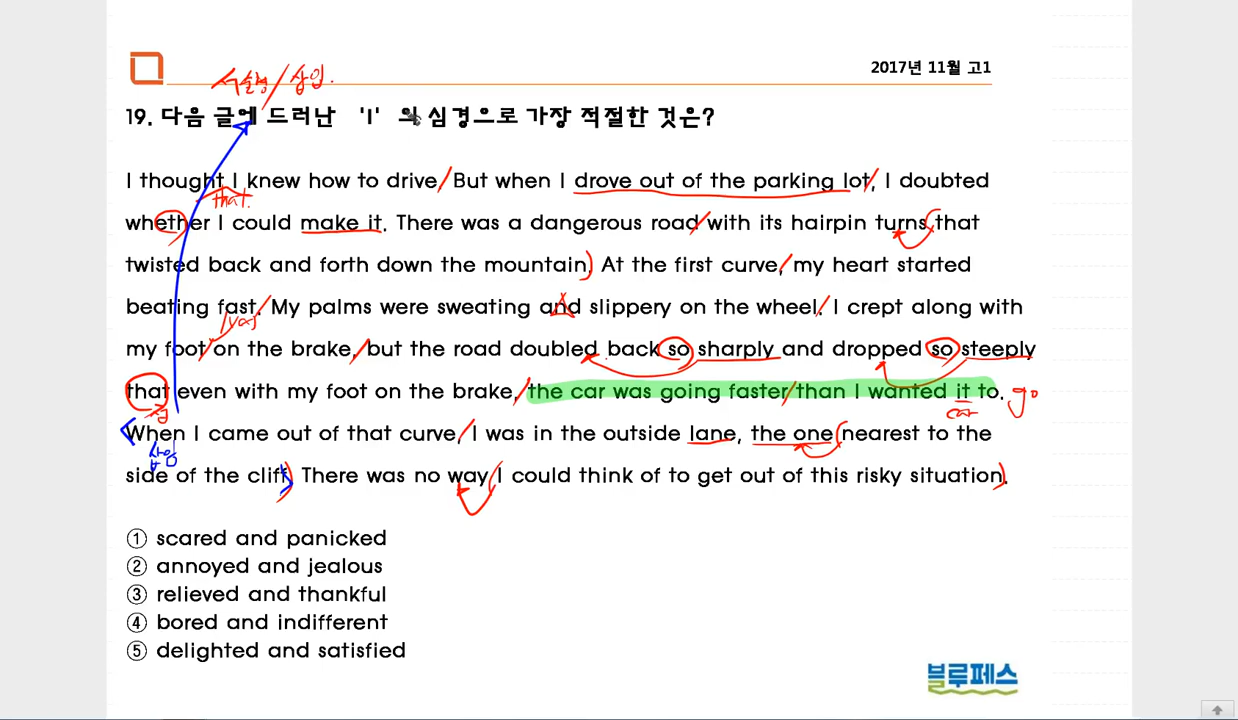 서술형/삽입.
2017년 11월 고1
19. 다음 글에 드러난 'I' 의 심경으로 가장 적절한 것은?
I thought I knew how to drive. But when I drove out of the parking lot, I doubted
that.
whether I could make it. There was a dangerous road with its hairpin turns that
twisted back and forth down the mountain. At the first curve, my heart started
beating fast. My palms were sweating and slippery on the wheel. I crept along with
my foot on the brake, but the road doubled back so sharply and dropped so steeply
that even with my foot on the brake, the car was going faster than I wanted it to. go
car
When I came out of that curve, I was in the outside lane, the one nearest to the
삽입
side of the cliff. There was no way I could think of to get out of this risky situation.
① scared and panicked
② annoyed and jealous
③ relieved and thankful
④ bored and indifferent
⑤ delighted and satisfied
블루페스